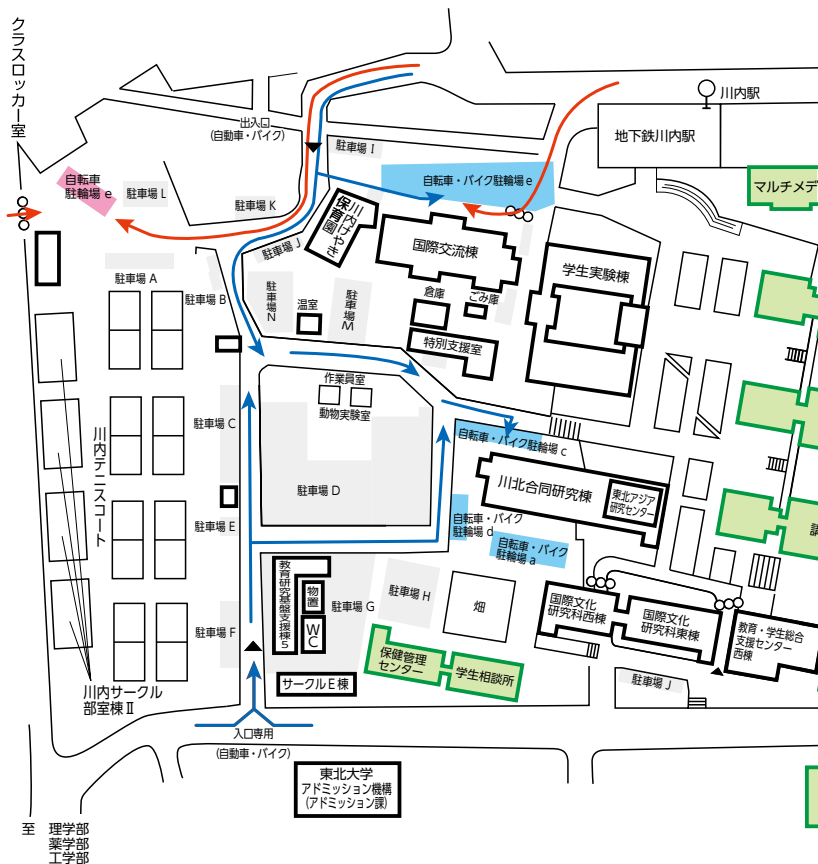 クラスロッカー室
出入口
(自動車・バイク)
駐車場 I
川内駅
地下鉄川内駅
自転車
駐輪場 e
駐車場 L
駐車場 K
自転車・バイク駐輪場 e
マルチメデ
川内けやき
保育園
駐車場 J
国際交流棟
学生実験棟
駐車場 A
駐車場 B
駐車場 N
温室
駐車場 M
倉庫
ごみ庫
特別支援室
作業員室
動物実験室
駐車場 C
川内テニスコート
自転車・バイク駐輪場 c
川北合同研究棟
東北アジア
研究センター
駐車場 D
駐車場 E
自転車・バイク
駐輪場 d
自転車・バイク
駐輪場 a
講
教育研究基盤支援棟5
物置
WC
駐車場 G
駐車場 H
畑
国際文化
研究科西棟
国際文化
研究科東棟
教育・学生総合
支援センター
西棟
駐車場 F
保健管理
センター
学生相談所
サークルE棟
駐車場 J
川内サークル
部室棟Ⅱ
入口専用
(自動車・バイク)
東北大学
アドミッション機構
(アドミッション課)
至 理学部
薬学部
工学部